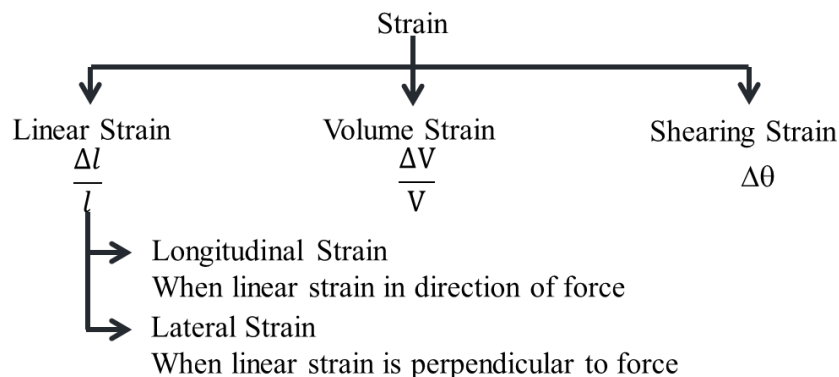 Strain
Linear Strain
Volume Strain
Shearing Strain
Δl
l
ΔV
V
Δθ
Longitudinal Strain
When linear strain in direction of force
Lateral Strain
When linear strain is perpendicular to force